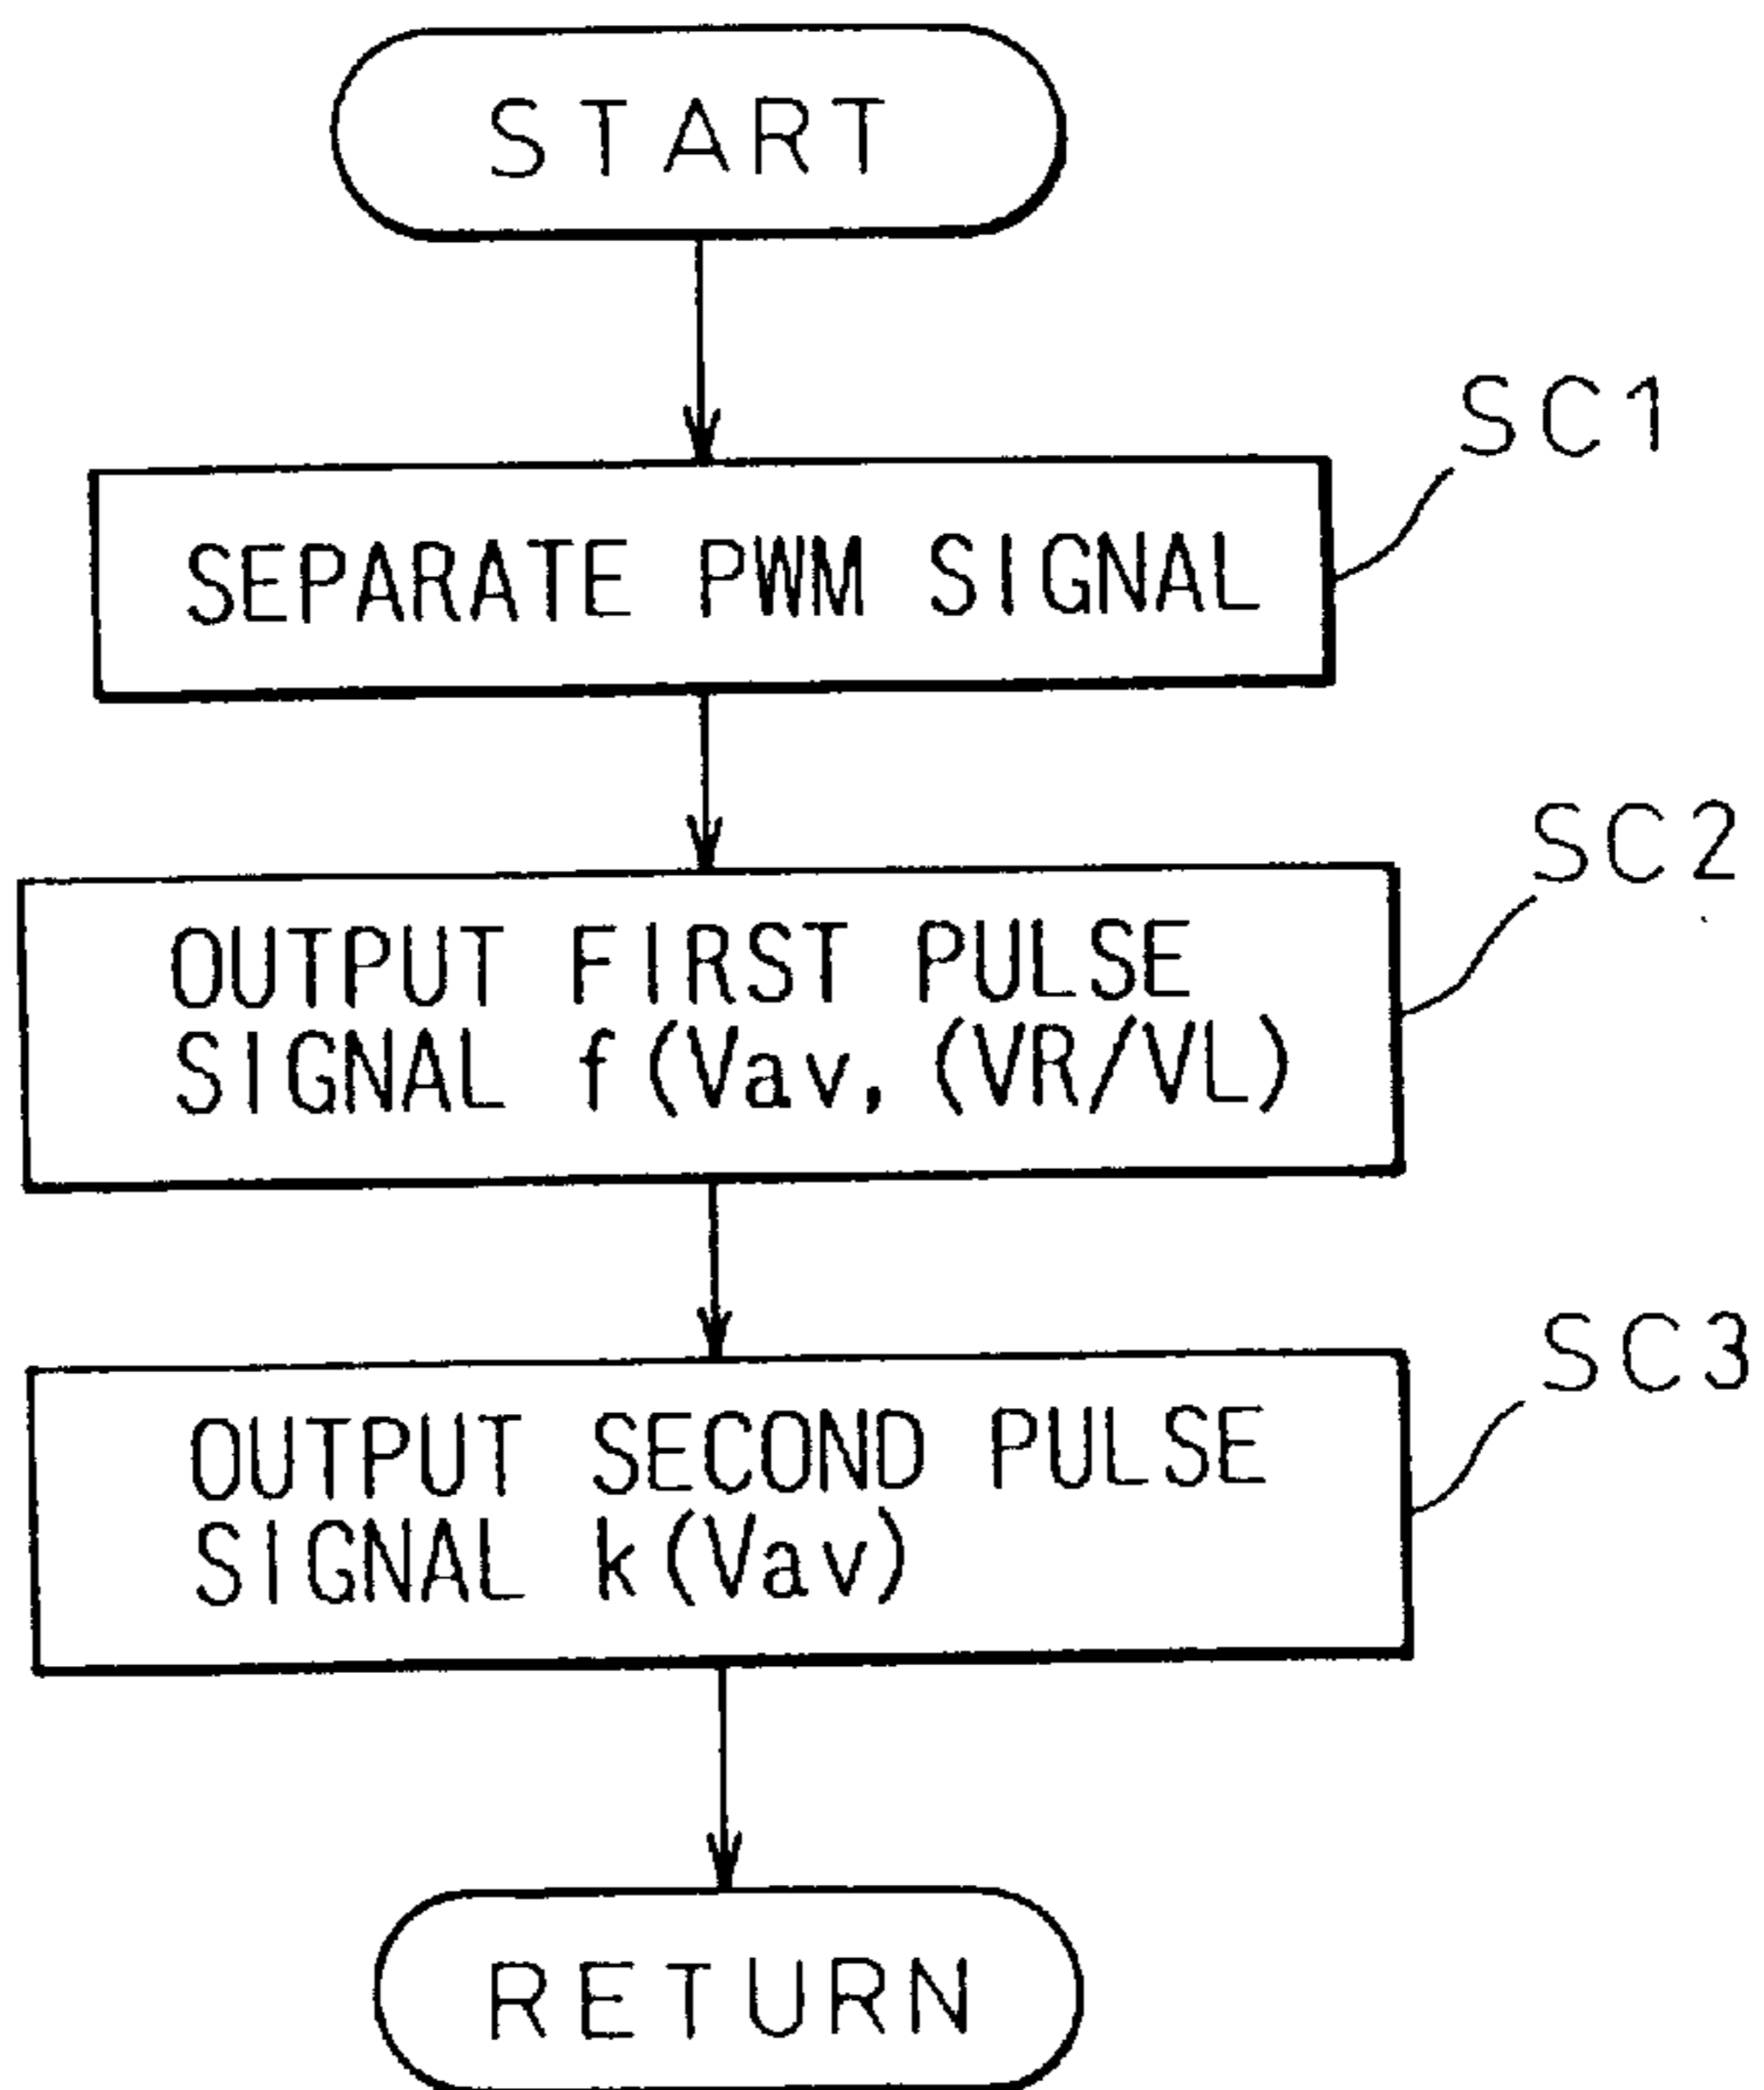 START
SC1
SEPARATE PWM SIGNAL
SC2
OUTPUT FIRST PULSE
SIGNAL f(Vav, (VR/VL)
SC3
OUTPUT SECOND PULSE
SIGNAL k(Vav)
RETURN